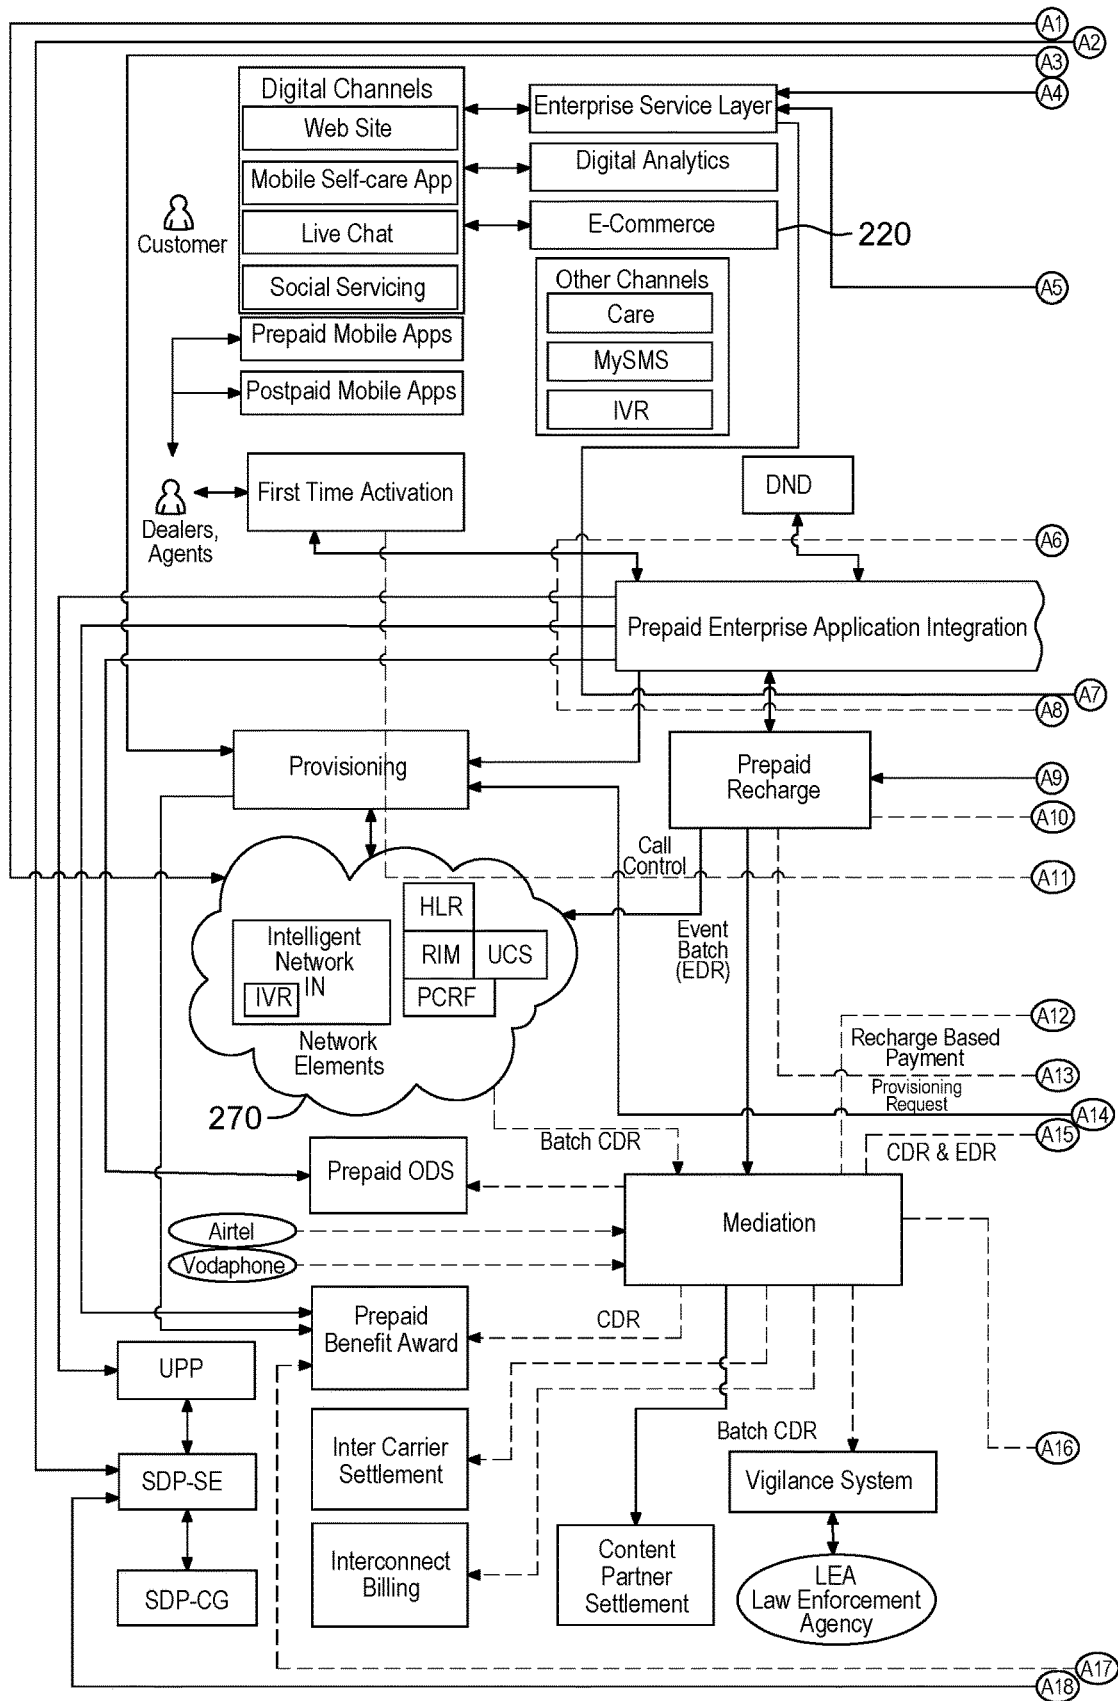 A1
A2
A3
A4
Digital Channels
Web Site
Mobile Self-care App
Live Chat
Social Servicing
Enterprise Service Layer
Digital Analytics
E-Commerce
220
Customer
Other Channels
Care
MySMS
IVR
A5
Prepaid Mobile Apps
Postpaid Mobile Apps
Dealers,
Agents
First Time Activation
DND
A6
Prepaid Enterprise Application Integration
A7
A8
Provisioning
Prepaid
Recharge
A9
A10
Call
Control
A11
HLR
RIM
UCS
PCRF
Intelligent
Network
IN
IVR
Network
Elements
270
Event
Batch
(EDR)
A12
Recharge Based
Payment
A13
Provisioning
Request
A14
A15
CDR & EDR
Batch CDR
Prepaid ODS
Mediation
Airtel
Vodaphone
Prepaid
Benefit Award
CDR
UPP
Inter Carrier
Settlement
Batch CDR
A16
SDP-SE
Vigilance System
Interconnect
Billing
Content
Partner
Settlement
SDP-CG
LEA
Law Enforcement
Agency
A17
A18